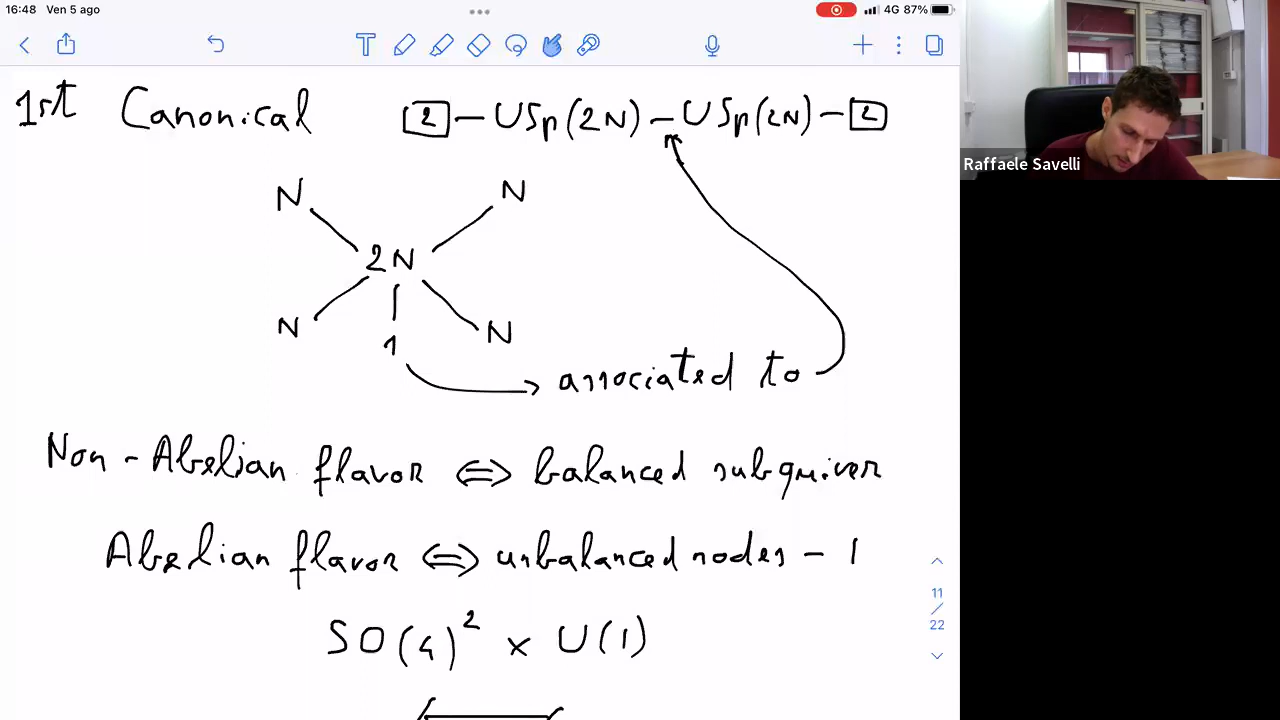 16:48 Ven 5 ago
4G 87%
1st Canonical
2 — USp(2N) — USp(2N) — 2
Raffaele Savelli
N N
2N
N N
1
associated to
Non-Abelian flavor ⟺ balanced subquiver
Abelian flavor ⟺ unbalanced nodes – 1
11
/
22
SO(4)² × U(1)